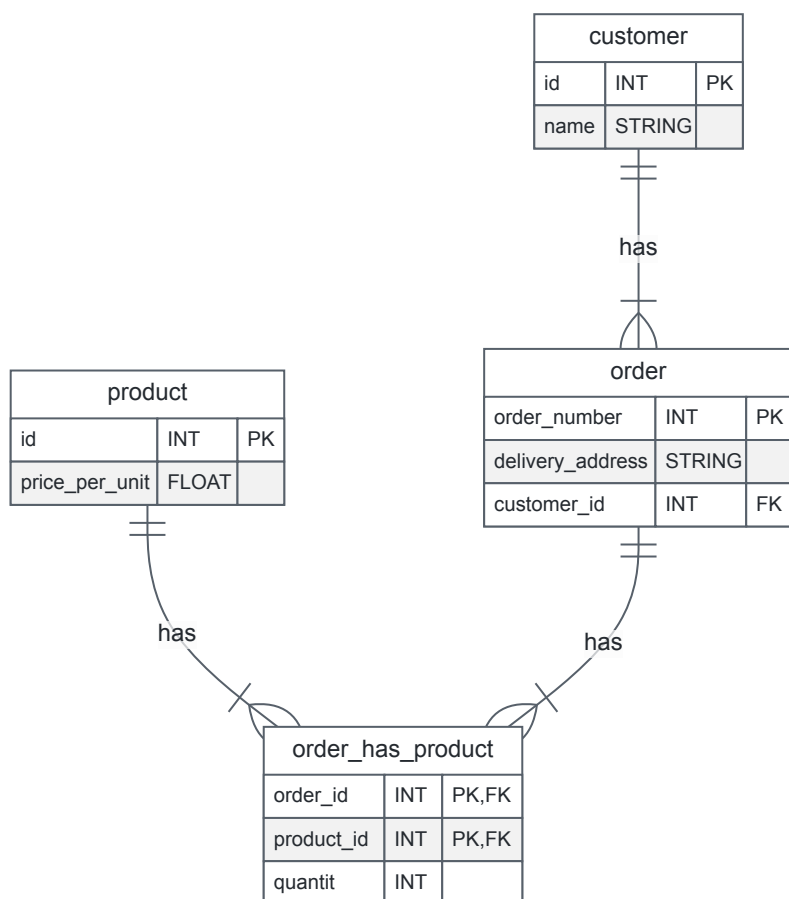 customer
id INT PK
name STRING
has
product
id INT PK
price_per_unit FLOAT
order
order_number INT PK
delivery_address STRING
customer_id INT FK
has
has
order_has_product
order_id INT PK,FK
product_id INT PK,FK
quantit INT